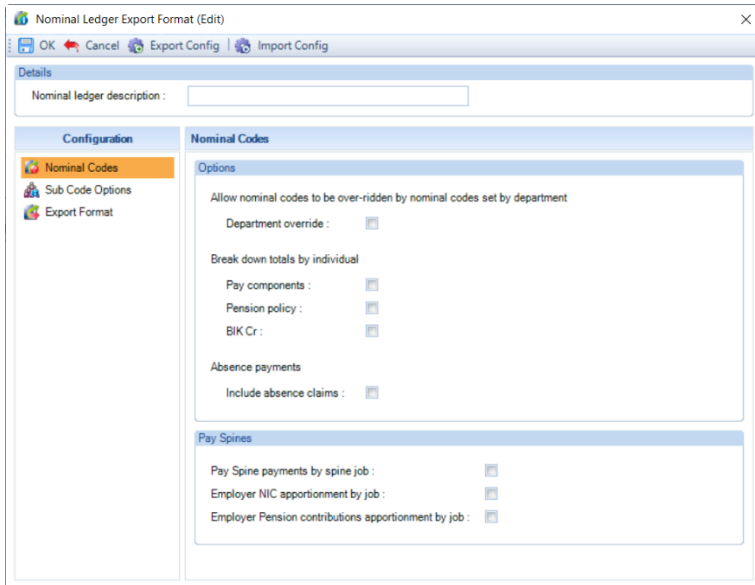 Nominal Ledger Export Format (Edit)
OK Cancel Export Config Import Config
Details
Nominal ledger description :
Configuration
Nominal Codes
Sub Code Options
Export Format
Nominal Codes
Options
Allow nominal codes to be over-ridden by nominal codes set by department
Department override :
Break down totals by individual
Pay components :
Pension policy :
BIK Cr :
Absence payments
Include absence claims :
Pay Spines
Pay Spine payments by spine job :
Employer NIC apportionment by job :
Employer Pension contributions apportionment by job :